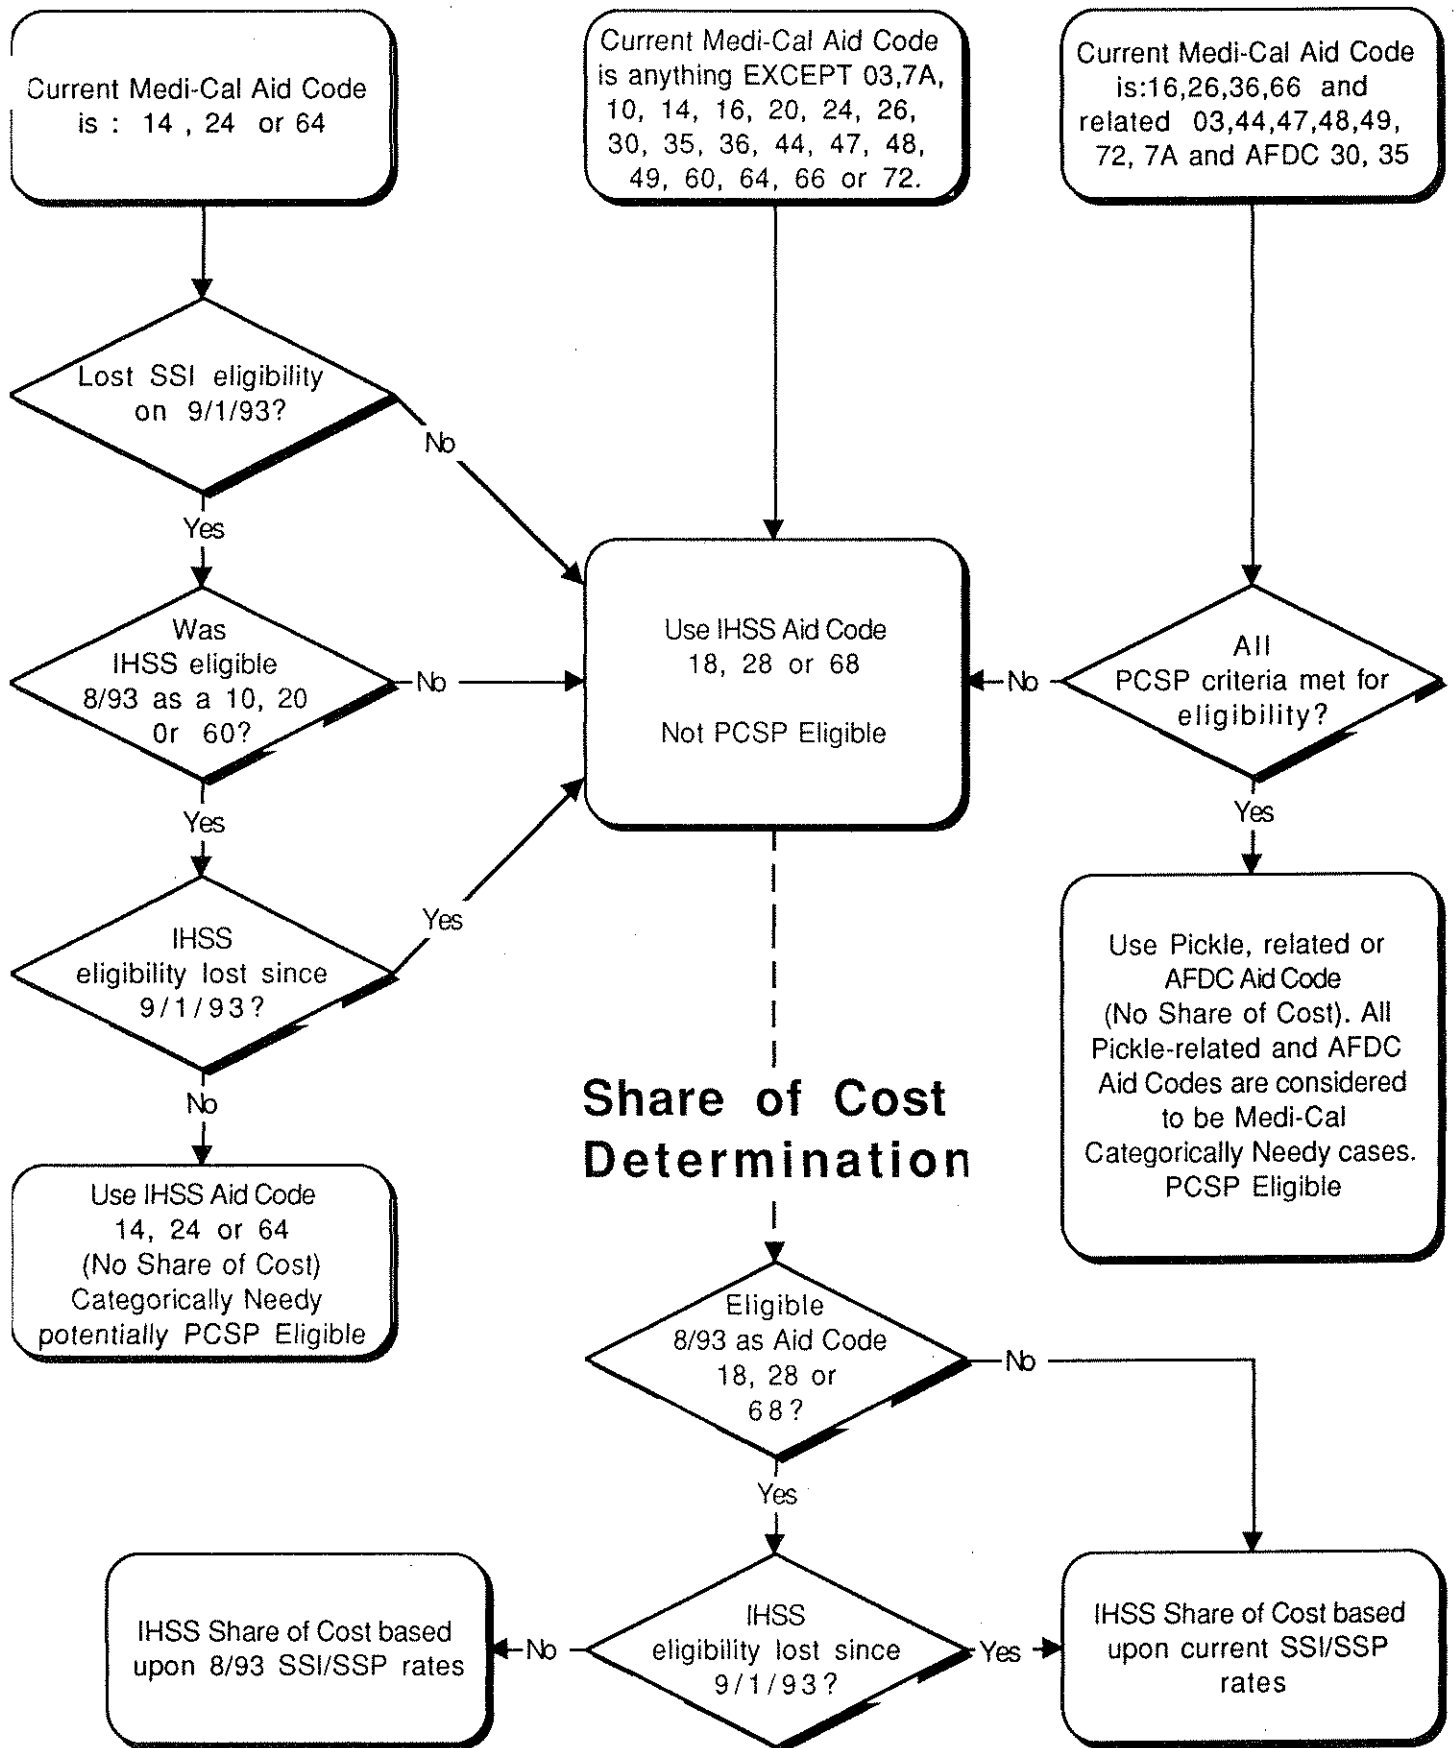 Current Medi-Cal Aid Code
is : 14 , 24 or 64
Current Medi-Cal Aid Code
is anything EXCEPT 03,7A,
10, 14, 16, 20, 24, 26,
30, 35, 36, 44, 47, 48,
49, 60, 64, 66 or 72.
Current Medi-Cal Aid Code
is:16,26,36,66 and
related 03,44,47,48,49,
72, 7A and AFDC 30, 35
Lost SSI eligibility
on 9/1/93?
No
Yes
Was
IHSS eligible
8/93 as a 10, 20
Or 60?
No
Use IHSS Aid Code
18, 28 or 68
Not PCSP Eligible
No
All
PCSP criteria met for
eligibility?
Yes
Yes
IHSS
eligibility lost since
9/1/93?
Yes
No
Use Pickle, related or
AFDC Aid Code
(No Share of Cost). All
Pickle-related and AFDC
Aid Codes are considered
to be Medi-Cal
Categorically Needy cases.
PCSP Eligible
Share of Cost
Determination
Use IHSS Aid Code
14, 24 or 64
(No Share of Cost)
Categorically Needy
potentially PCSP Eligible
Eligible
8/93 as Aid Code
18, 28 or
68?
No
Yes
IHSS Share of Cost based
upon 8/93 SSI/SSP rates
No
IHSS
eligibility lost since
9/1/93?
Yes
IHSS Share of Cost based
upon current SSI/SSP
rates